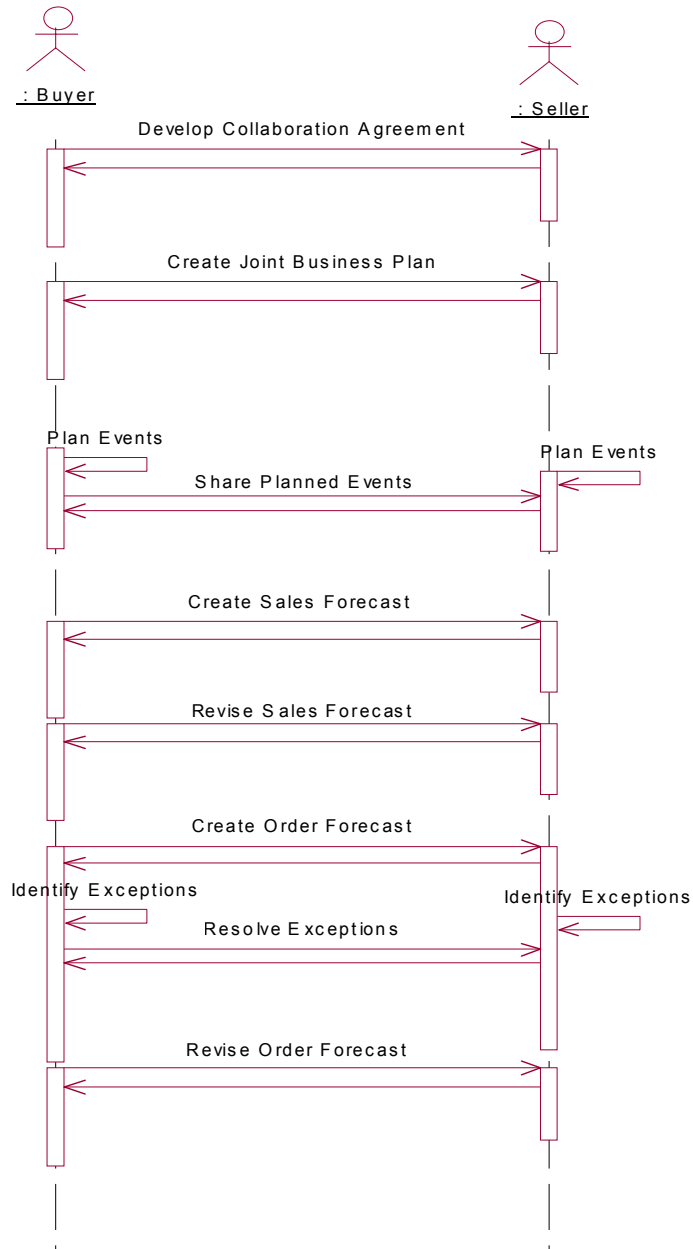 : Buyer
: Seller
Develop Collaboration Agreement
Create Joint Business Plan
Plan Events
Plan Events
Share Planned Events
Create Sales Forecast
Revise Sales Forecast
Create Order Forecast
Identify Exceptions
Identify Exceptions
Resolve Exceptions
Revise Order Forecast